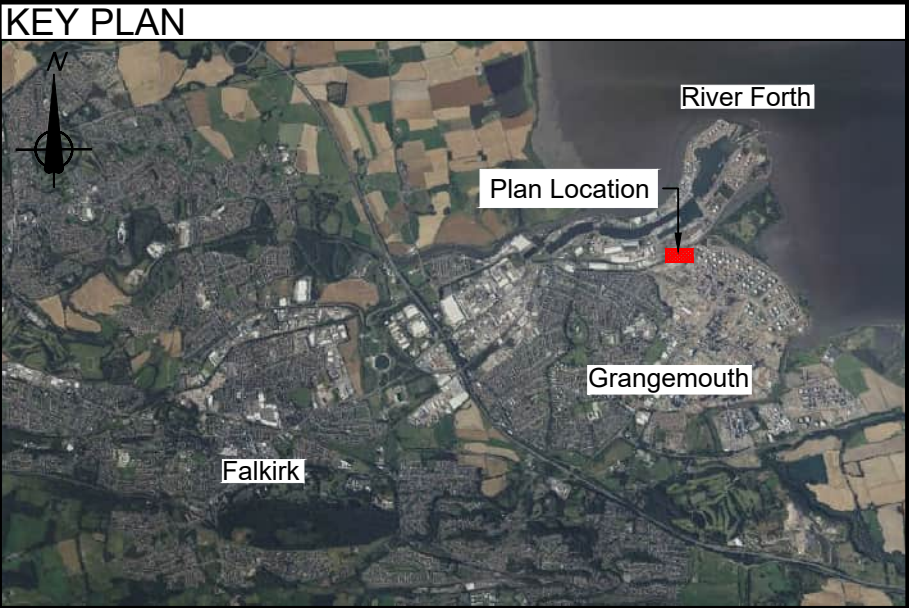 KEY PLAN
N
River Forth
Plan Location
Grangemouth
Falkirk